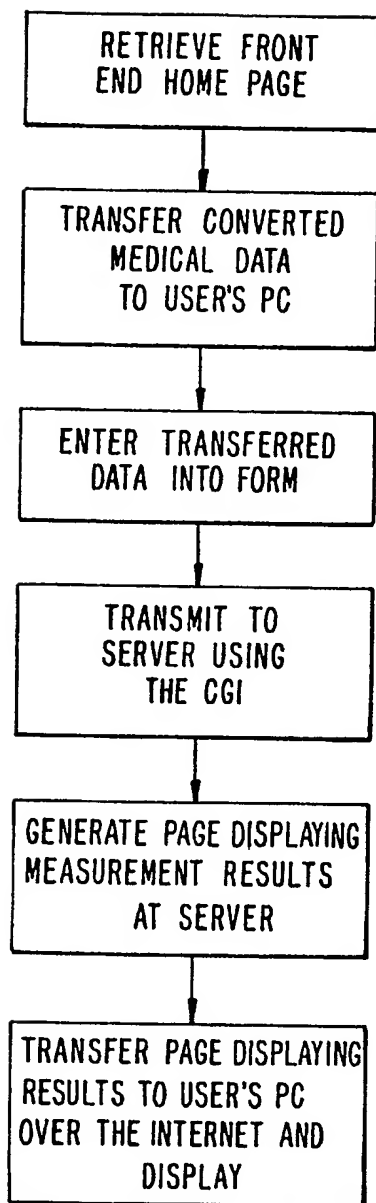 RETRIEVE FRONT
END HOME PAGE
TRANSFER CONVERTED
MEDICAL DATA
TO USER'S PC
ENTER TRANSFERRED
DATA INTO FORM
TRANSMIT TO
SERVER USING
THE CGI
GENERATE PAGE DISPLAYING
MEASUREMENT RESULTS
AT SERVER
TRANSFER PAGE DISPLAYING
RESULTS TO USER'S PC
OVER THE INTERNET AND
DISPLAY